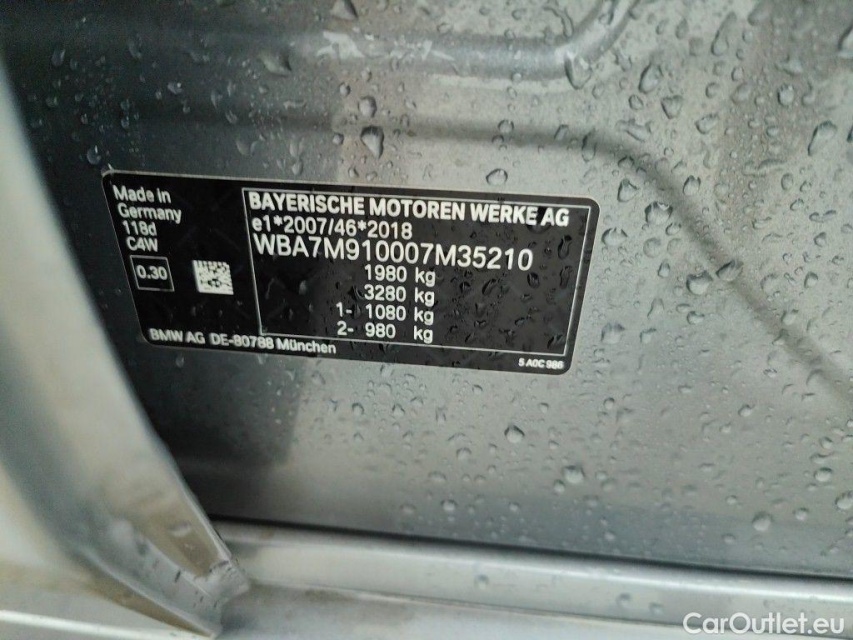 Made in
Germany
118d
C4W
0.30
BAYERISCHE MOTOREN WERKE AG
e1*2007/46*2018
WBA7M910007M35210
1980 kg
3280 kg
1- 1080 kg
2- 980 kg
BMW AG DE-80788 München
5 A0C 986
CarOutlet.eu